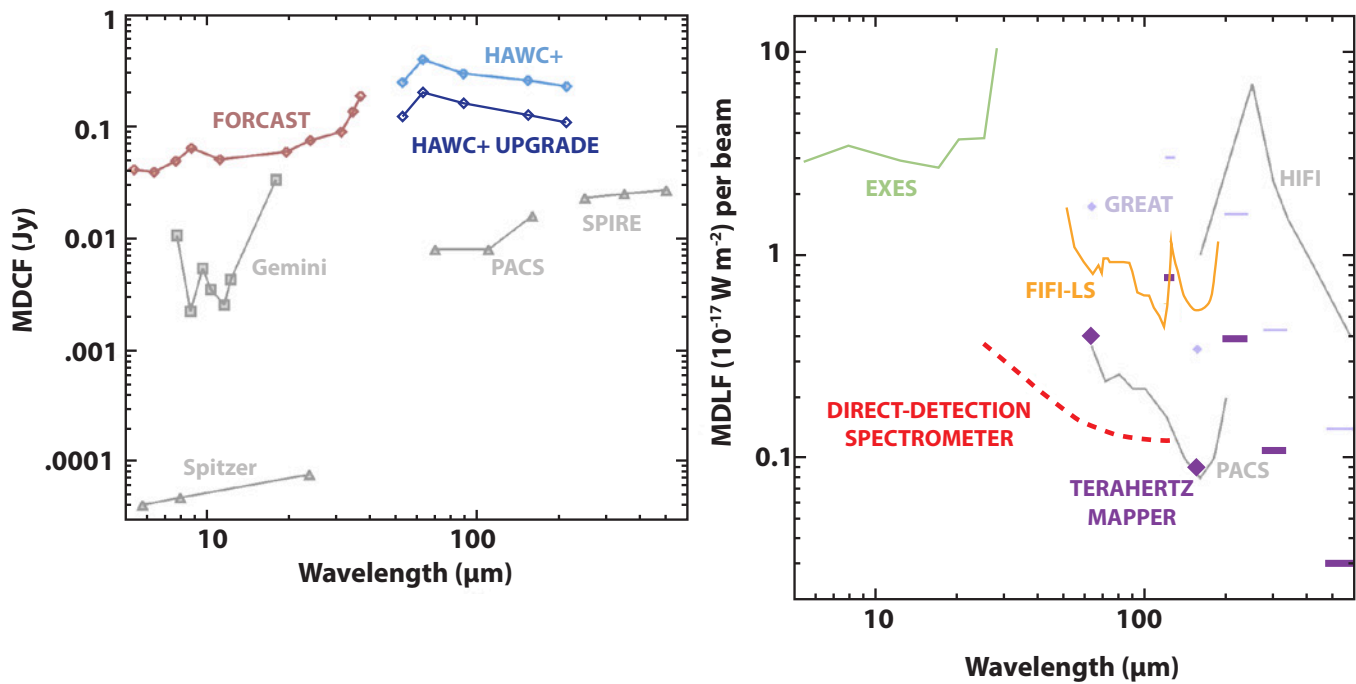 1
0.1
0.01
.001
.0001
MDCF (Jy)
HAWC+
FORCAST
HAWC+ UPGRADE
SPIRE
Gemini
PACS
Spitzer
10
100
Wavelength (μm)
10
1
0.1
MDLF (10⁻¹⁷ W m⁻²) per beam
EXES
GREAT
HIFI
FIFI-LS
DIRECT-DETECTION
SPECTROMETER
PACS
TERAHERTZ
MAPPER
10
100
Wavelength (μm)